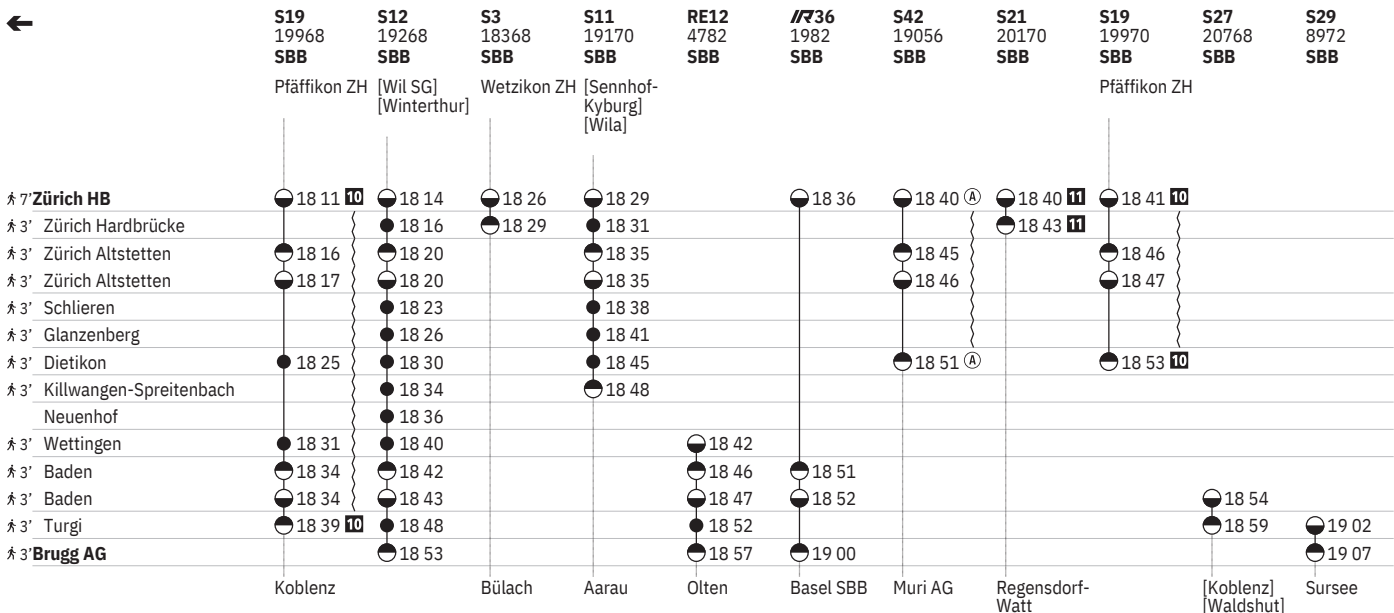 S19 S12 S3 S11 RE12 IR36 S42 S21 S19 S27 S29
19968 19268 18368 19170 4782 1982 19056 20170 19970 20768 8972
SBB SBB SBB SBB SBB SBB SBB SBB SBB SBB SBB
Pfäffikon ZH [Wil SG] Wetzikon ZH [Sennhof- Pfäffikon ZH
[Winterthur] Kyburg]
[Wila]
7' Zürich HB 18 11 10 18 14 18 26 18 29 18 36 18 40 A 18 40 11 18 41 10
3' Zürich Hardbrücke 18 16 18 29 18 31 18 43 11
3' Zürich Altstetten 18 16 18 20 18 35 18 45 18 46
3' Zürich Altstetten 18 17 18 20 18 35 18 46 18 47
3' Schlieren 18 23 18 38
3' Glanzenberg 18 26 18 41
3' Dietikon 18 25 18 30 18 45 18 51 A 18 53 10
3' Killwangen-Spreitenbach 18 34 18 48
Neuenhof 18 36
3' Wettingen 18 31 18 40 18 42
3' Baden 18 34 18 42 18 46 18 51
3' Baden 18 34 18 43 18 47 18 52 18 54
3' Turgi 18 39 10 18 48 18 52 18 59 19 02
3' Brugg AG 18 53 18 57 19 00 19 07
Koblenz Bülach Aarau Olten Basel SBB Muri AG Regensdorf- [Koblenz] Sursee
Watt [Waldshut]